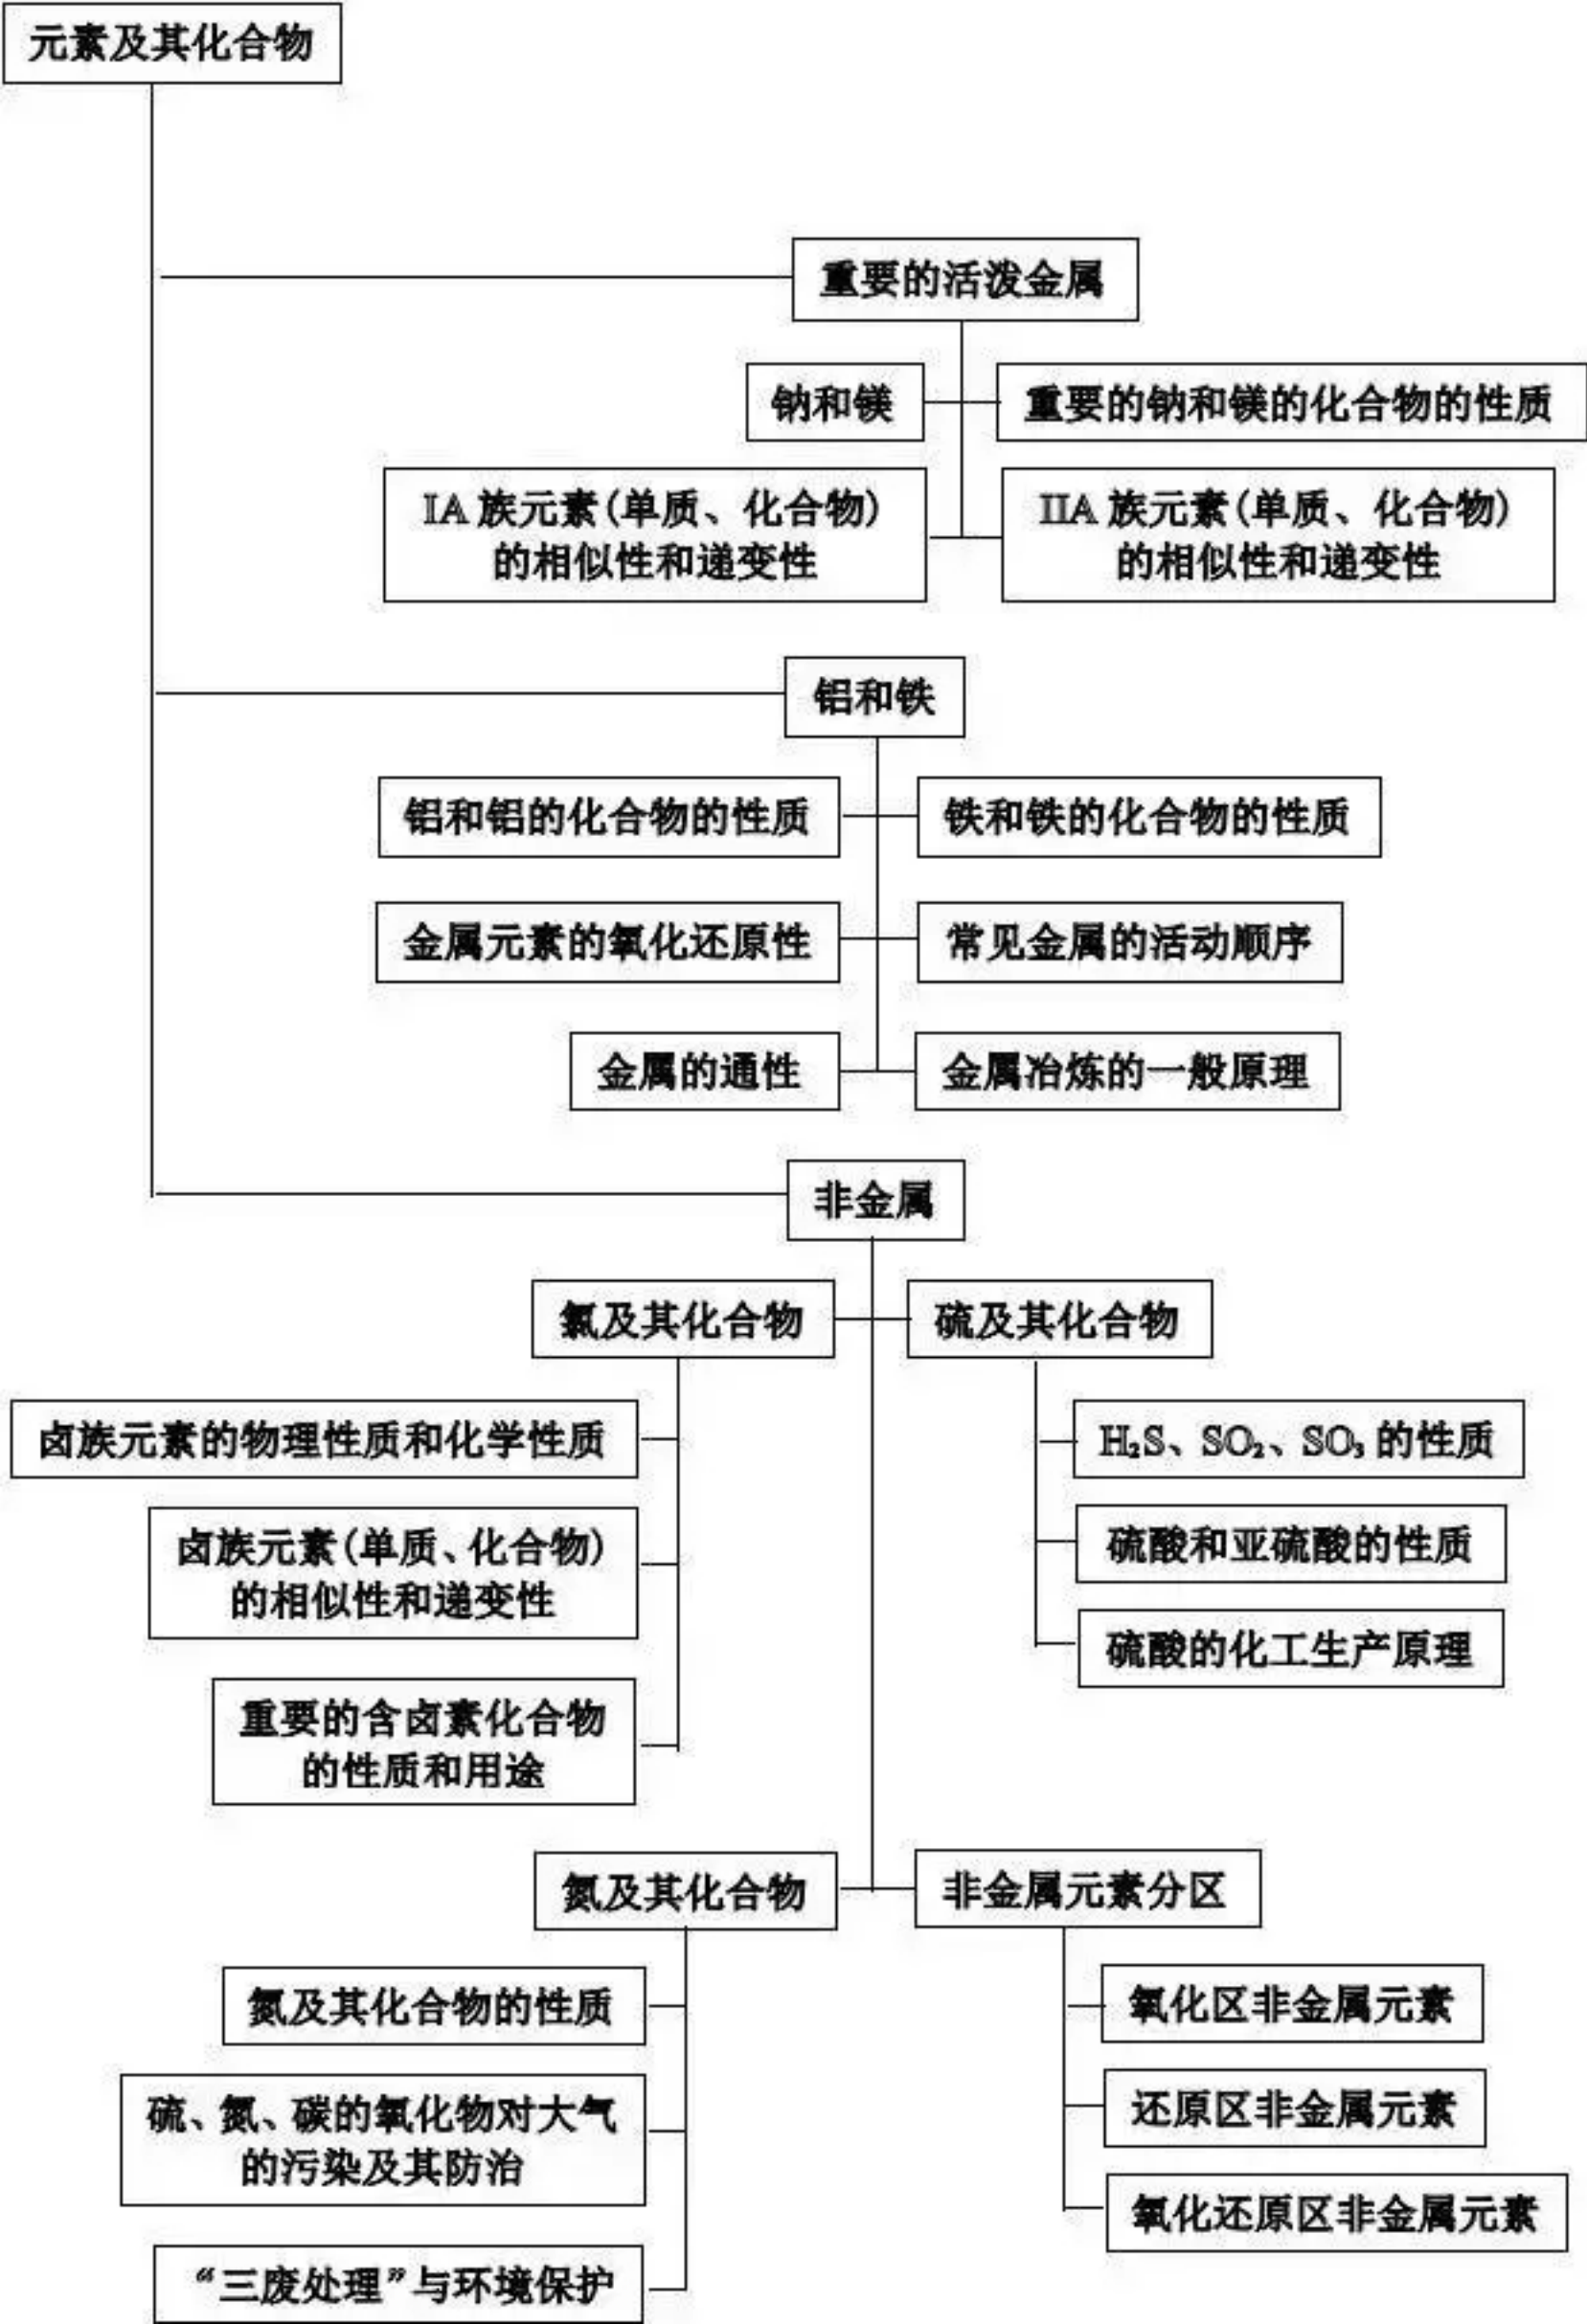 元素及其化合物
重要的活泼金属
钠和镁
重要的钠和镁的化合物的性质
IA 族元素(单质、化合物)
的相似性和递变性
IIA 族元素(单质、化合物)
的相似性和递变性
铝和铁
铝和铝的化合物的性质
铁和铁的化合物的性质
金属元素的氧化还原性
常见金属的活动顺序
金属的通性
金属冶炼的一般原理
非金属
氯及其化合物
硫及其化合物
卤族元素的物理性质和化学性质
卤族元素(单质、化合物)
的相似性和递变性
重要的含卤素化合物
的性质和用途
H₂S、SO₂、SO₃ 的性质
硫酸和亚硫酸的性质
硫酸的化工生产原理
氮及其化合物
非金属元素分区
氮及其化合物的性质
硫、氮、碳的氧化物对大气
的污染及其防治
“三废处理”与环境保护
氧化区非金属元素
还原区非金属元素
氧化还原区非金属元素